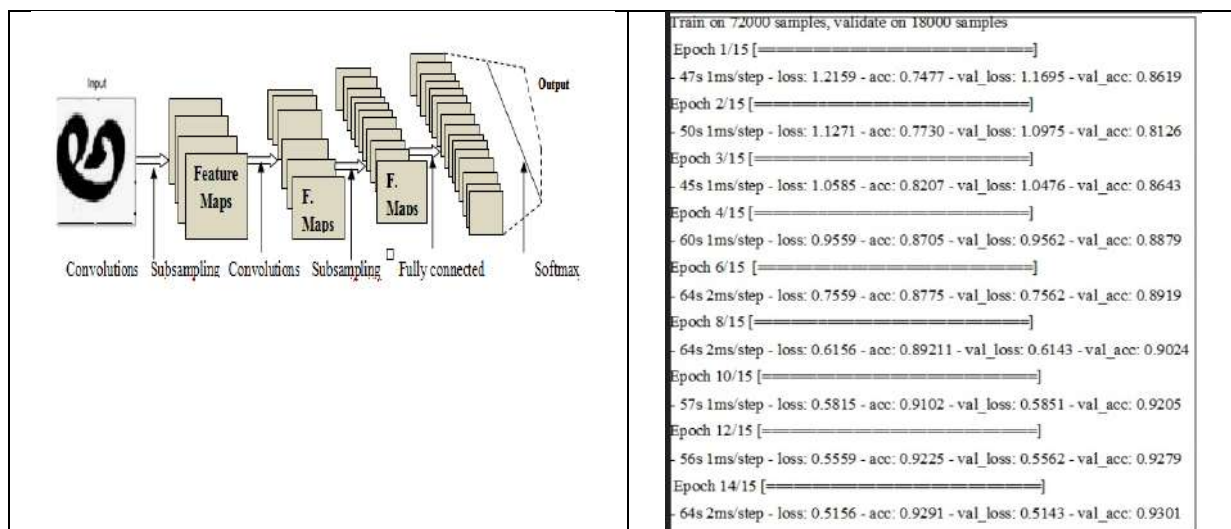 Input
Output
Feature
Maps
F.
Maps
F.
Maps
Convolutions Subsampling Convolutions Subsampling Fully connected Softmax
Train on 72000 samples, validate on 18000 samples
Epoch 1/15 [==============================]
- 47s 1ms/step - loss: 1.2159 - acc: 0.7477 - val_loss: 1.1695 - val_acc: 0.8619
Epoch 2/15 [==============================]
- 50s 1ms/step - loss: 1.1271 - acc: 0.7730 - val_loss: 1.0975 - val_acc: 0.8126
Epoch 3/15 [==============================]
- 45s 1ms/step - loss: 1.0585 - acc: 0.8207 - val_loss: 1.0476 - val_acc: 0.8643
Epoch 4/15 [==============================]
- 60s 1ms/step - loss: 0.9559 - acc: 0.8705 - val_loss: 0.9562 - val_acc: 0.8879
Epoch 6/15 [==============================]
- 64s 2ms/step - loss: 0.7559 - acc: 0.8775 - val_loss: 0.7562 - val_acc: 0.8919
Epoch 8/15 [==============================]
- 64s 2ms/step - loss: 0.6156 - acc: 0.89211 - val_loss: 0.6143 - val_acc: 0.9024
Epoch 10/15 [==============================]
- 57s 1ms/step - loss: 0.5815 - acc: 0.9102 - val_loss: 0.5851 - val_acc: 0.9205
Epoch 12/15 [==============================]
- 56s 1ms/step - loss: 0.5559 - acc: 0.9225 - val_loss: 0.5562 - val_acc: 0.9279
Epoch 14/15 [==============================]
- 64s 2ms/step - loss: 0.5156 - acc: 0.9291 - val_loss: 0.5143 - val_acc: 0.9301